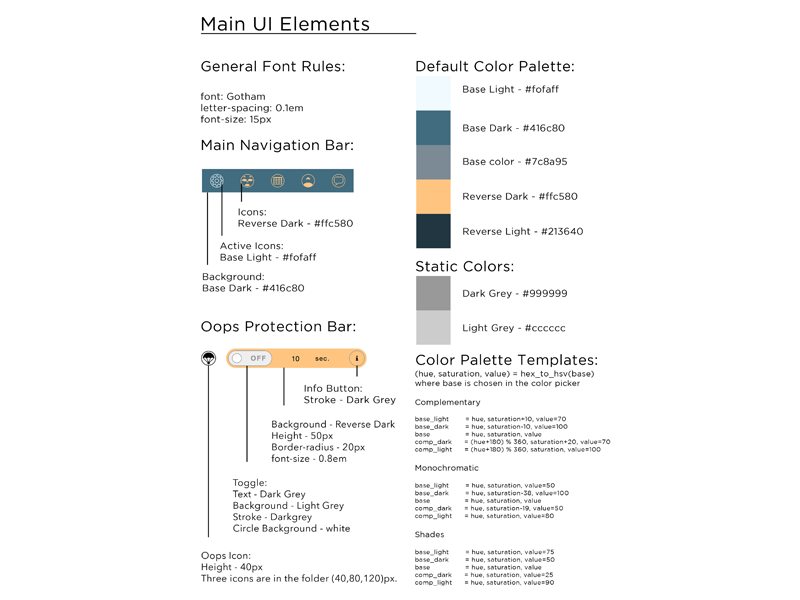 Main UI Elements
General Font Rules:
font: Gotham
letter-spacing: 0.1em
font-size: 15px
Main Navigation Bar:
Icons:
Reverse Dark - #ffc580
Active Icons:
Base Light - #fofaff
Background:
Base Dark - #416c80
Oops Protection Bar:
OFF 10 sec. i
Info Button:
Stroke - Dark Grey
Background - Reverse Dark
Height - 50px
Border-radius - 20px
font-size - 0.8em
Toggle:
Text - Dark Grey
Background - Light Grey
Stroke - Darkgrey
Circle Background - white
Oops Icon:
Height - 40px
Three icons are in the folder (40,80,120)px.
Default Color Palette:
Base Light - #fofaff
Base Dark - #416c80
Base color - #7c8a95
Reverse Dark - #ffc580
Reverse Light - #213640
Static Colors:
Dark Grey - #999999
Light Grey - #cccccc
Color Palette Templates:
(hue, saturation, value) = hex_to_hsv(base)
where base is chosen in the color picker
Complementary
base_light = hue, saturation+10, value=70
base_dark = hue, saturation-10, value=100
base = hue, saturation, value
comp_dark = (hue+180) % 360, saturation+20, value=70
comp_light = (hue+180) % 360, saturation, value=100
Monochromatic
base_light = hue, saturation, value=50
base_dark = hue, saturation-38, value=100
base = hue, saturation, value
comp_dark = hue, saturation-19, value=50
comp_light = hue, saturation, value=80
Shades
base_light = hue, saturation, value=75
base_dark = hue, saturation, value=50
base = hue, saturation, value
comp_dark = hue, saturation, value=25
comp_light = hue, saturation, value=90